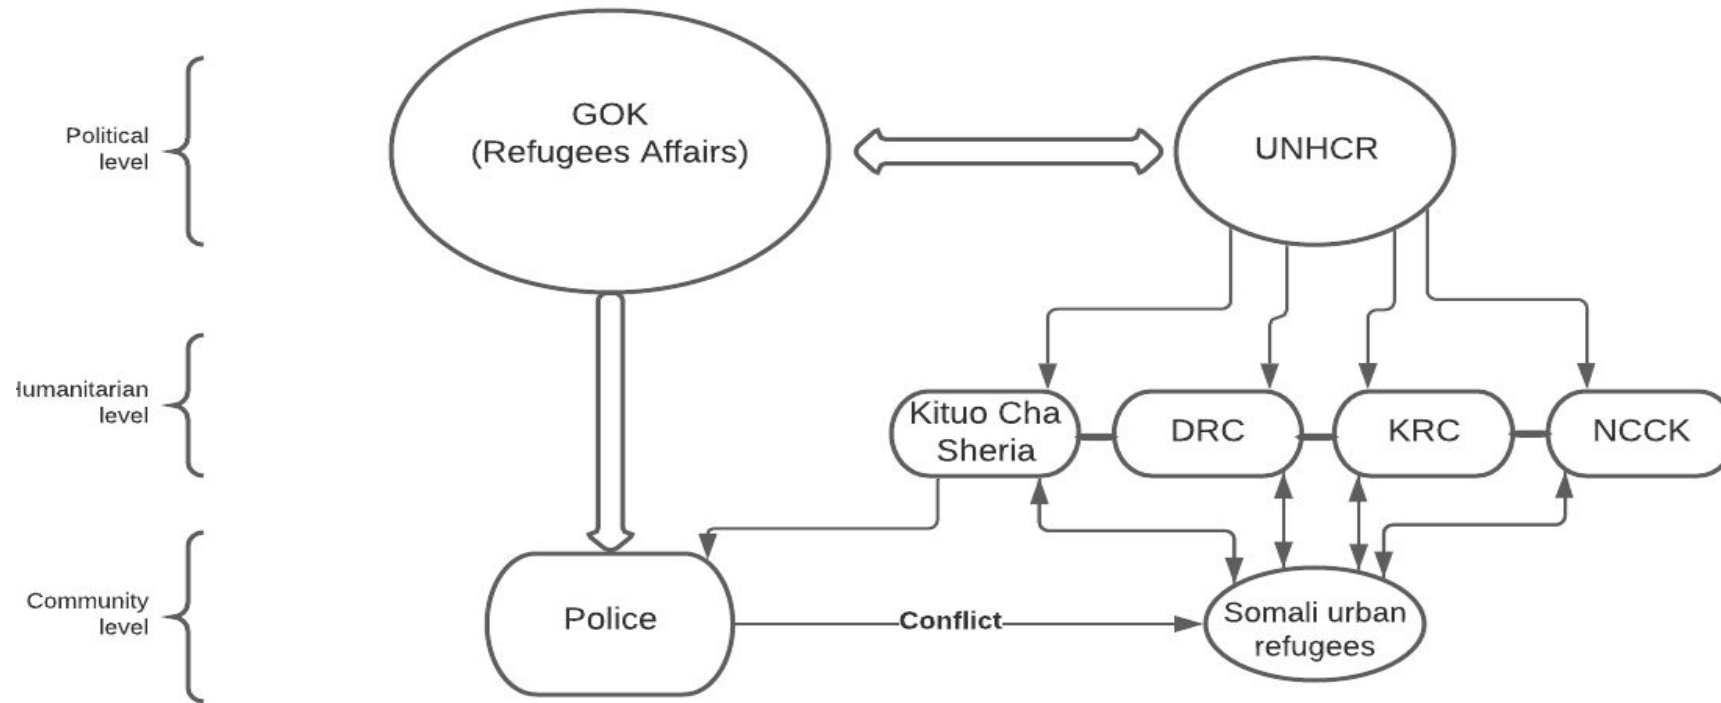 GOK
(Refugees Affairs)
UNHCR
Political
level
Humanitarian
level
Kituo Cha
Sheria
DRC
KRC
NCCK
Community
level
Police
Conflict
Somali urban
refugees